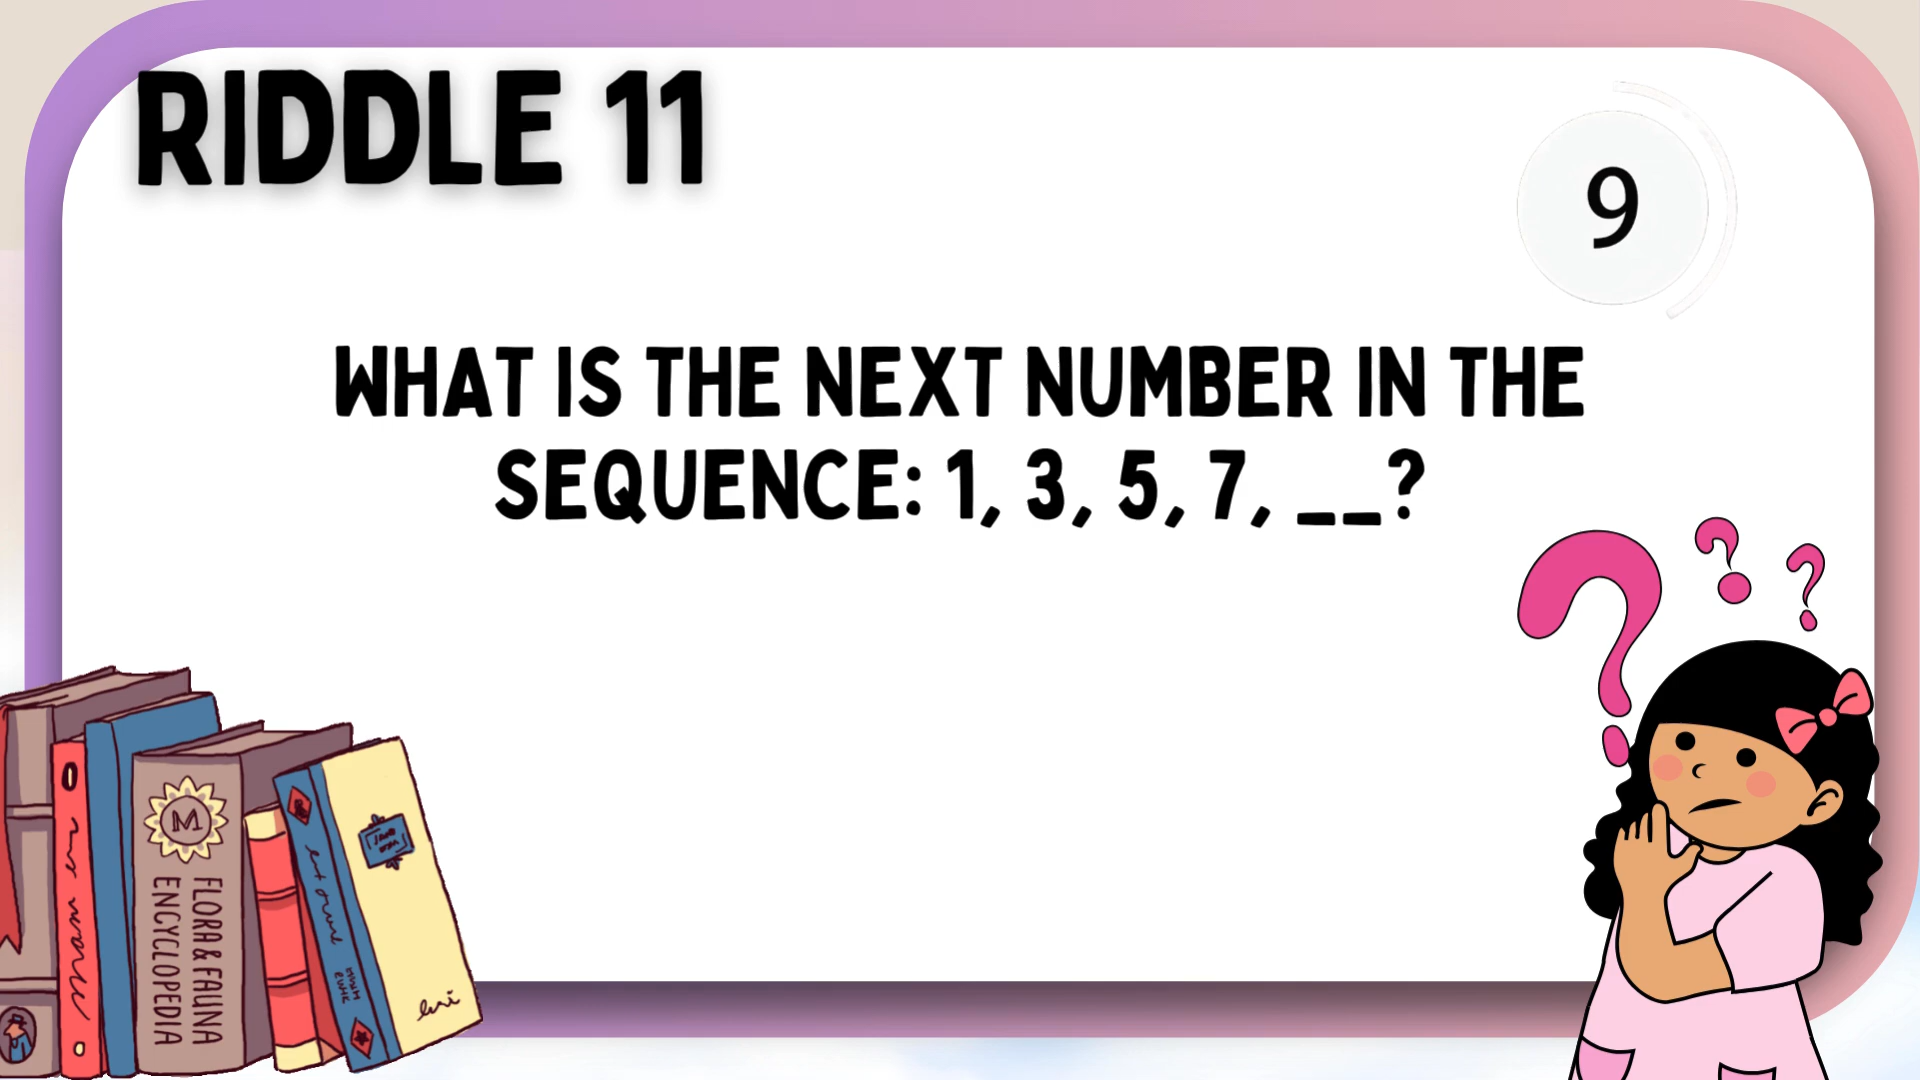 RIDDLE 11
9
WHAT IS THE NEXT NUMBER IN THE
SEQUENCE: 1, 3, 5, 7, __?
M
FLORA & FAUNA
ENCYCLOPEDIA